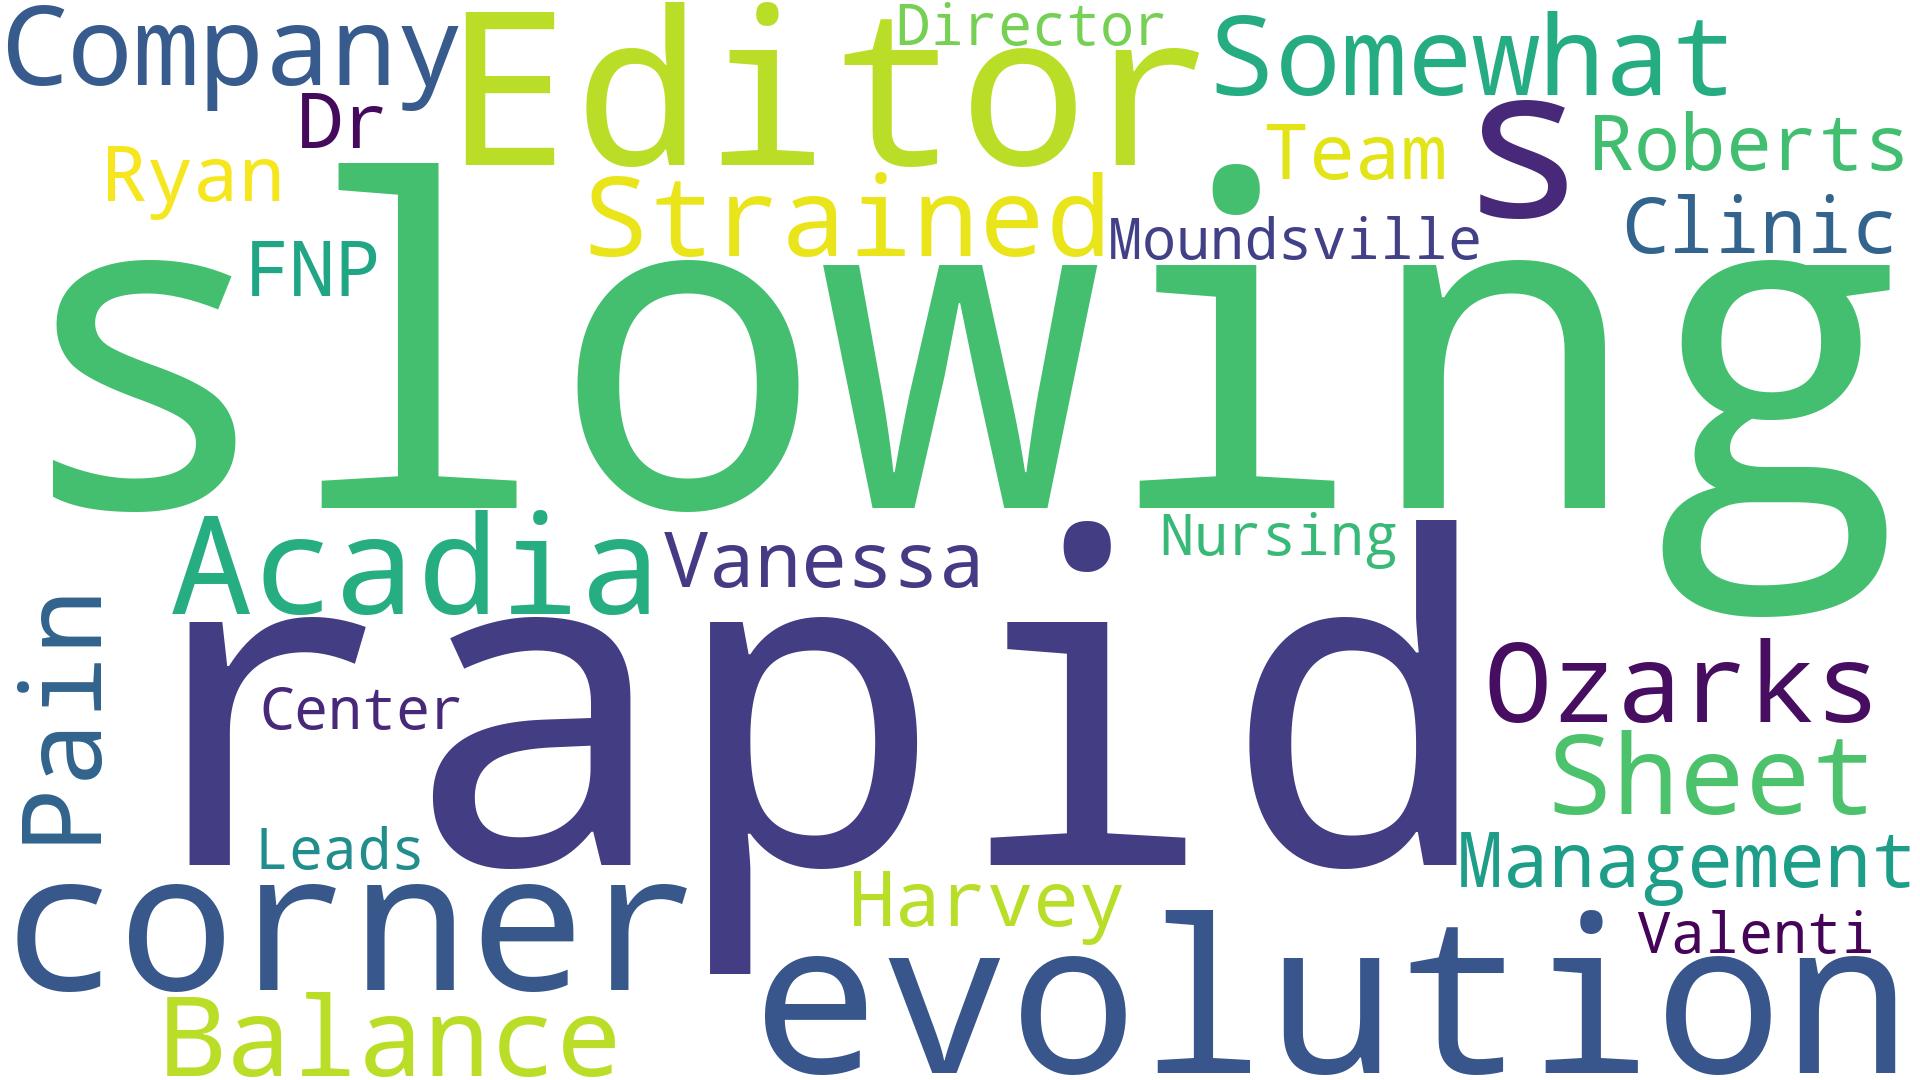 Company
Editor
Director
Somewhat
Dr
s
Roberts
Ryan
Strained
Team
Moundsville
Clinic
FNP
slowing
Acadia
Vanessa
Nursing
rapid
Pain
Center
Ozarks
Sheet
Leads
Management
corner
Harvey
Valenti
evolution
Balance